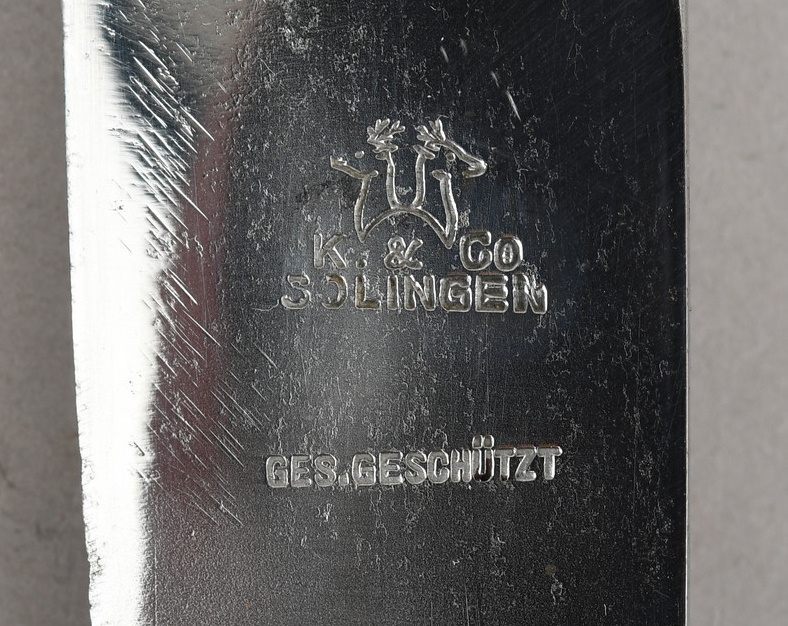 K. & Co
SOLINGEN
GES.GESCHÜTZT